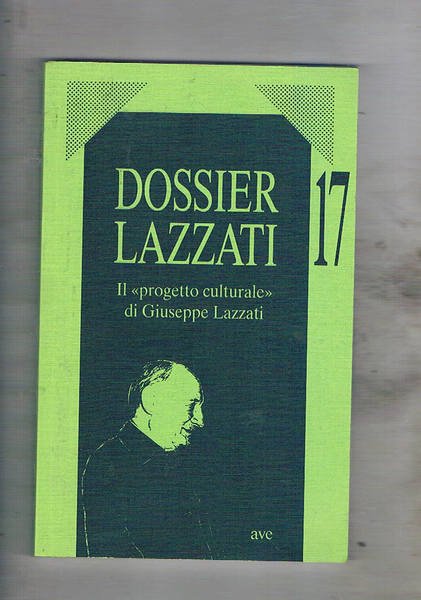 DOSSIER
LAZZATI
17
Il «progetto culturale»
di Giuseppe Lazzati
ave